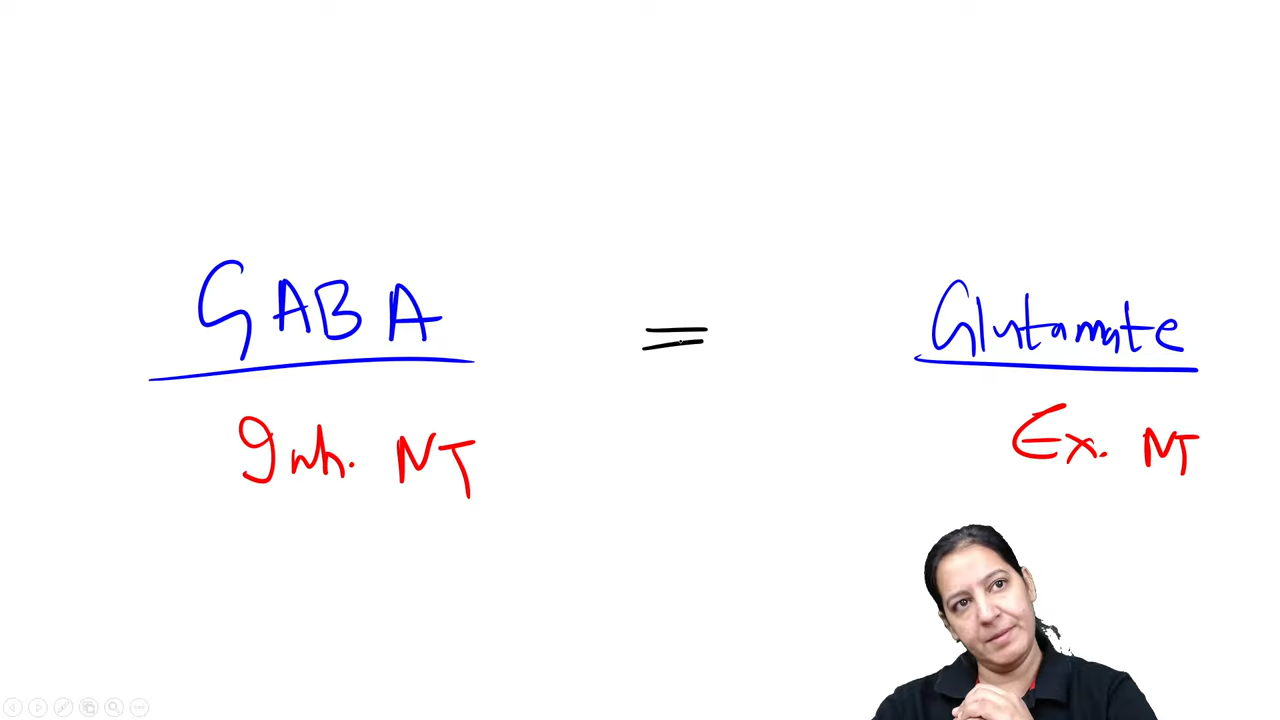 GABA = Glutamate
Inh. NT Ex. NT